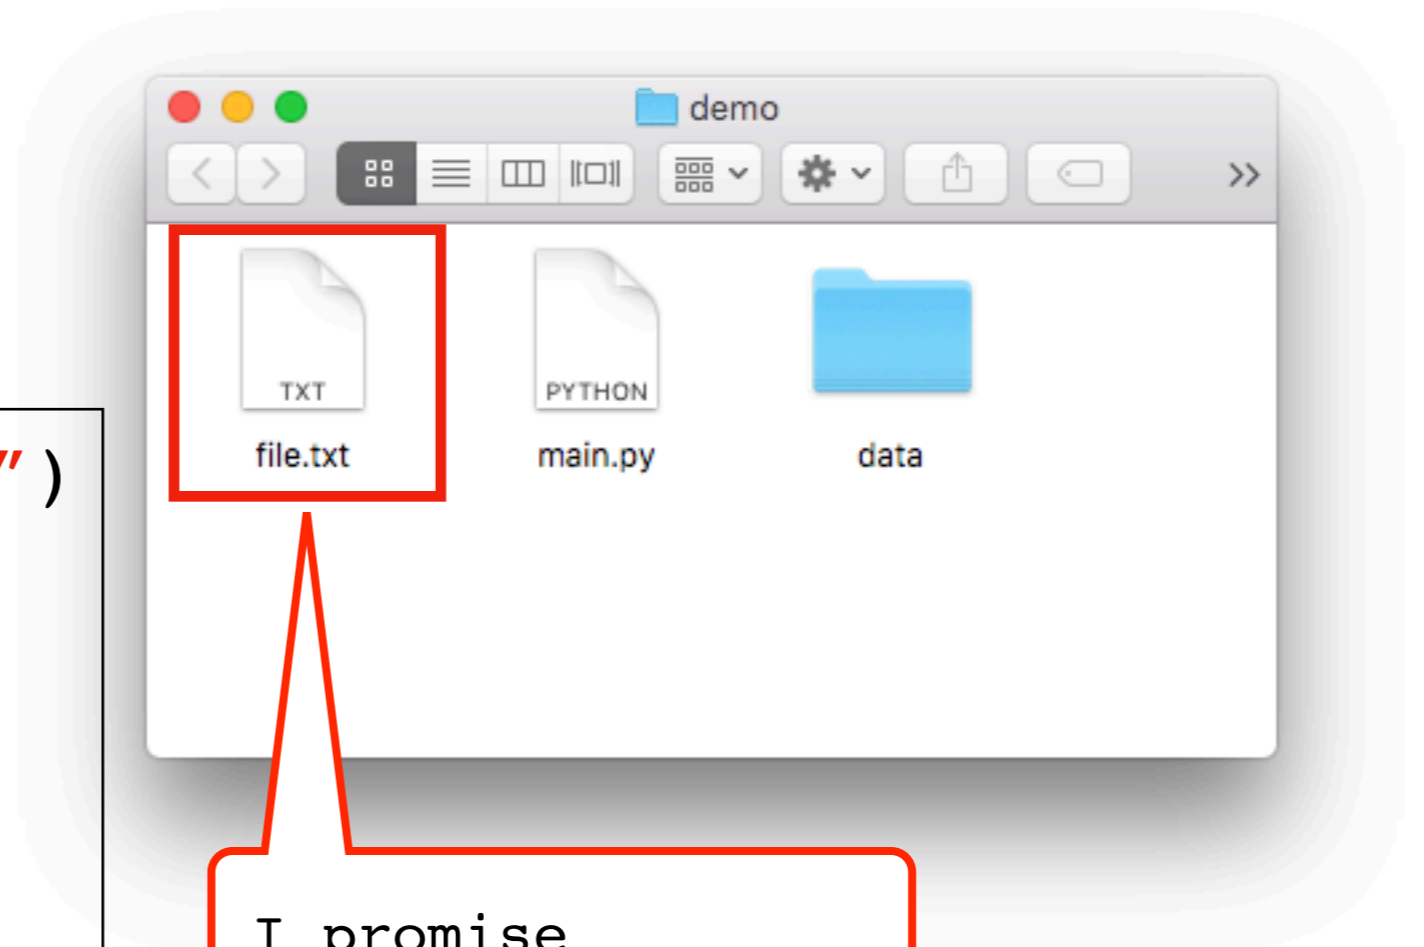 demo
TXT
PYTHON
file.txt
main.py
data
")
I promise